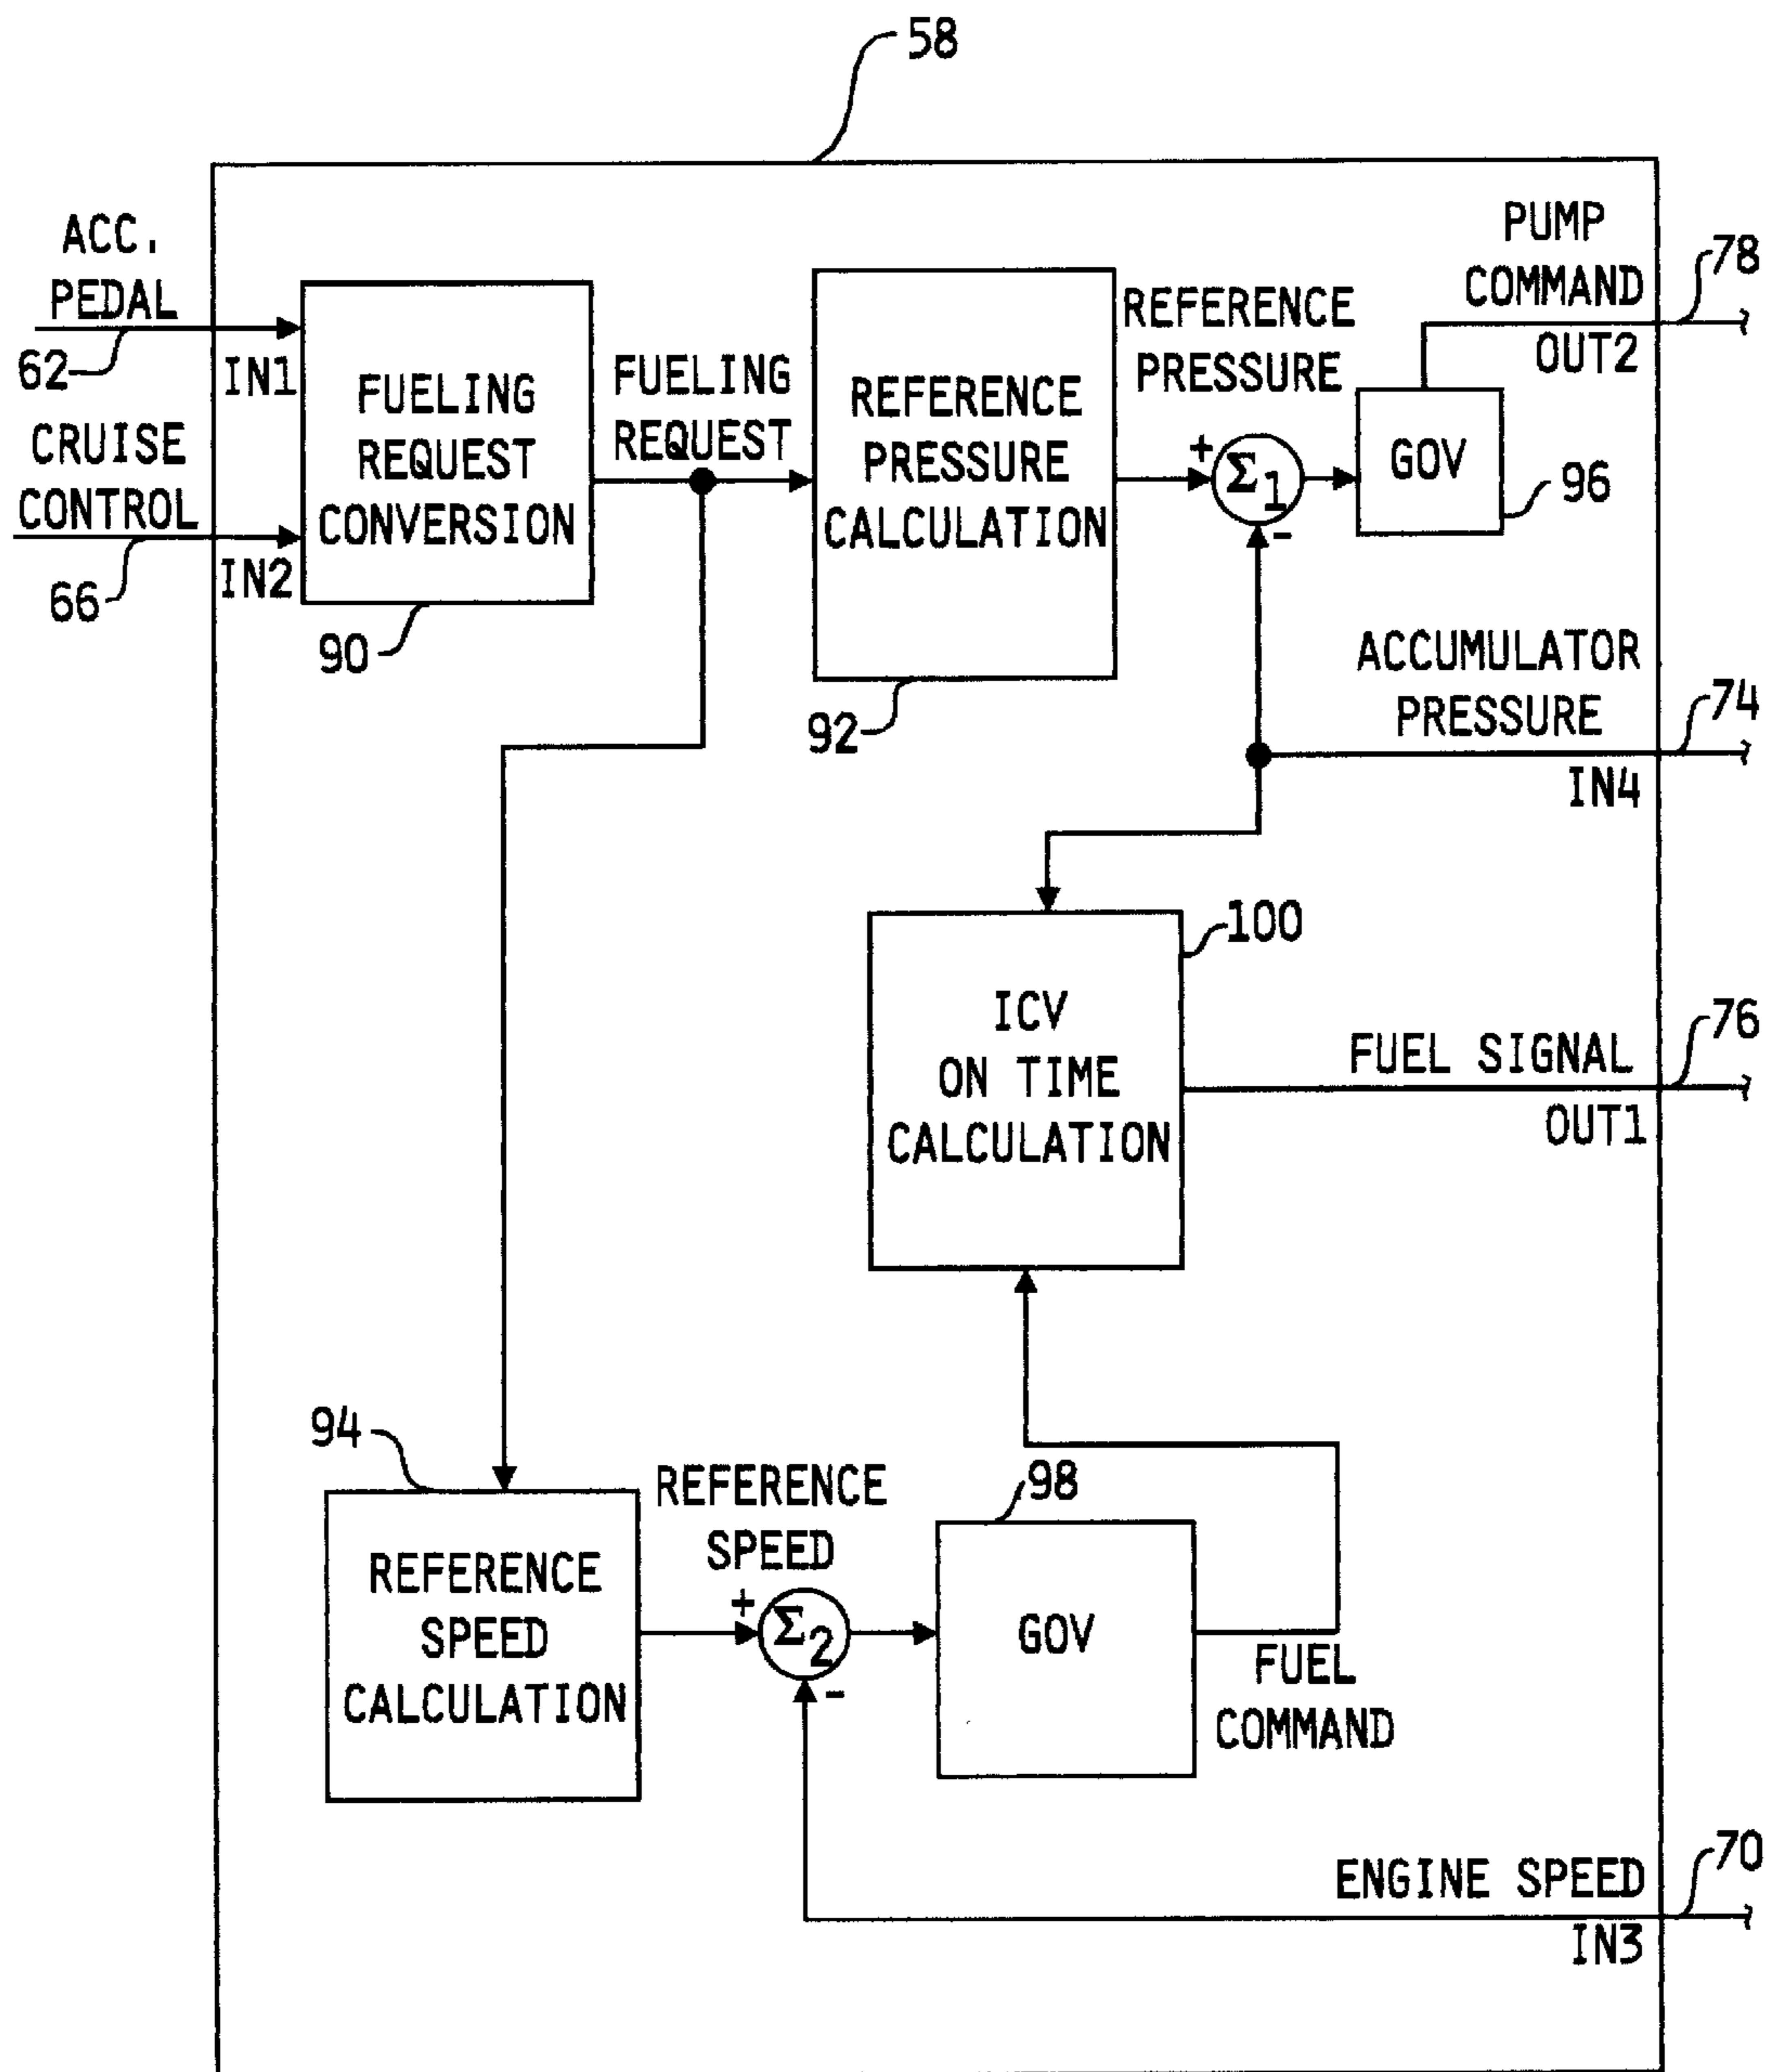 58
ACC.
PEDAL
62
IN1
CRUISE
CONTROL
66
IN2
FUELING
REQUEST
CONVERSION
90
FUELING
REQUEST
REFERENCE
PRESSURE
CALCULATION
92
REFERENCE
PRESSURE
+
Σ1
-
GOV
96
PUMP
COMMAND
OUT2
78
ACCUMULATOR
PRESSURE
IN4
74
100
ICV
ON TIME
CALCULATION
FUEL SIGNAL
OUT1
76
94
REFERENCE
SPEED
CALCULATION
REFERENCE
SPEED
+
Σ2
-
98
GOV
FUEL
COMMAND
ENGINE SPEED
IN3
70